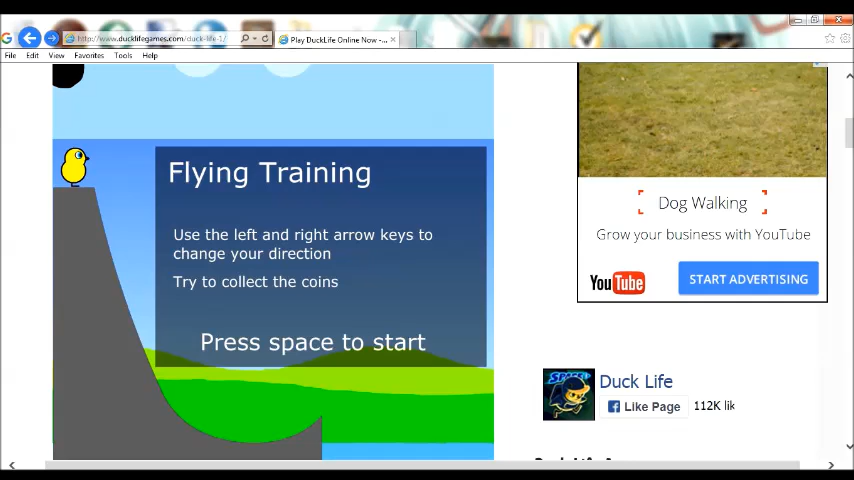 http://www.ducklifegames.com/duck-life-1/
Play DuckLife Online Now -...
File Edit View Favorites Tools Help
Flying Training
Use the left and right arrow keys to
change your direction
Try to collect the coins
Press space to start
Dog Walking
Grow your business with YouTube
YouTube
START ADVERTISING
Duck Life
Like Page
112K lik